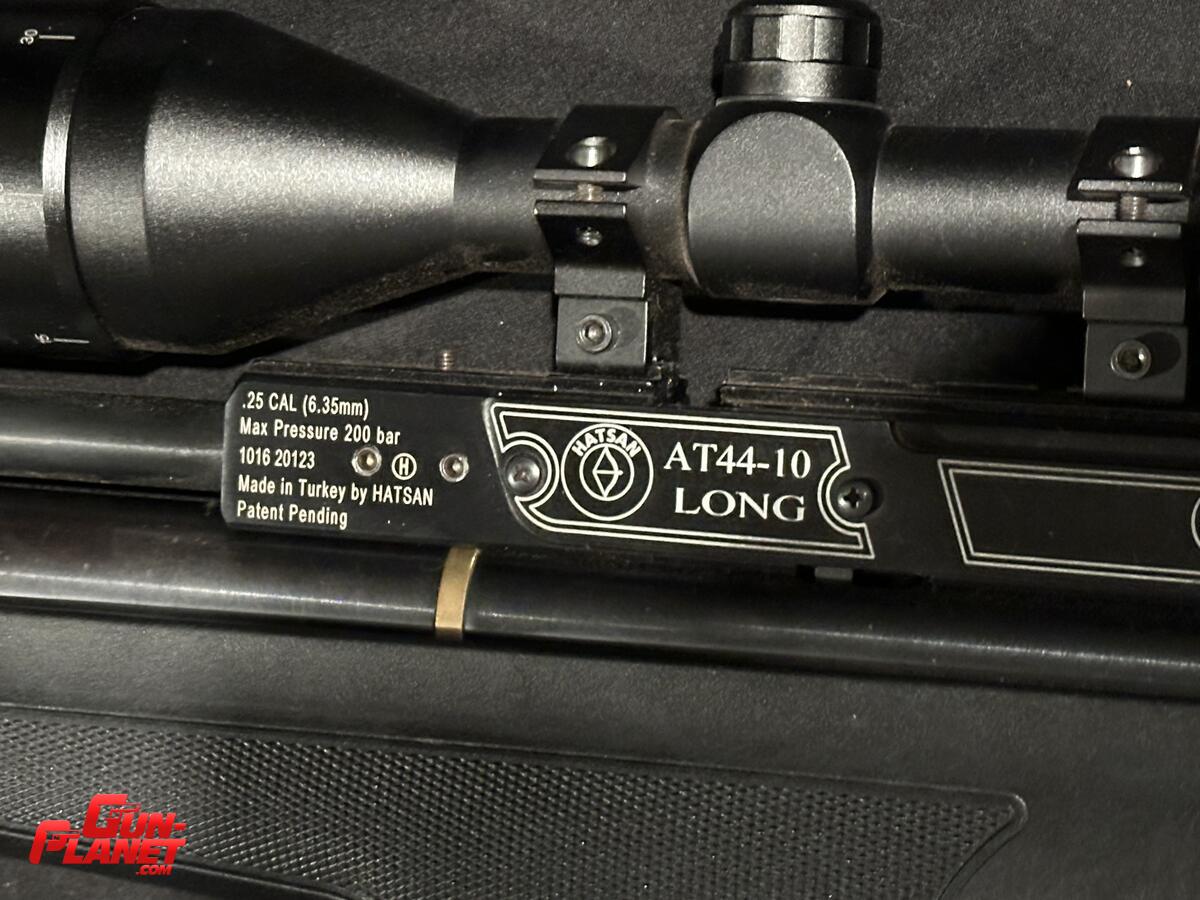 30
.25 CAL (6.35mm)
Max Pressure 200 bar
1016 20123
H
Made in Turkey by HATSAN
Patent Pending
HATSAN
AT44-10
LONG
GUN-
PLANET
.COM